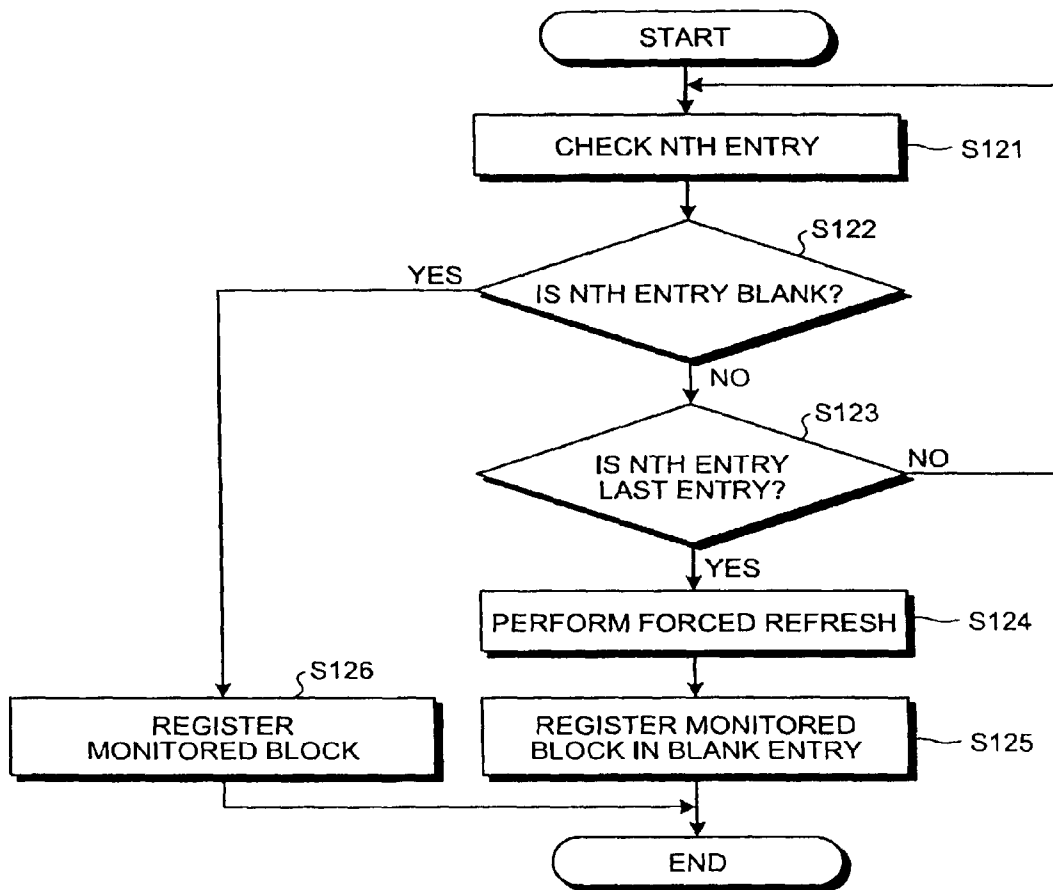 START
CHECK NTH ENTRY
S121
S122
YES
IS NTH ENTRY BLANK?
NO
S123
IS NTH ENTRY
LAST ENTRY?
NO
YES
PERFORM FORCED REFRESH
S124
S126
REGISTER
MONITORED BLOCK
REGISTER MONITORED
BLOCK IN BLANK ENTRY
S125
END